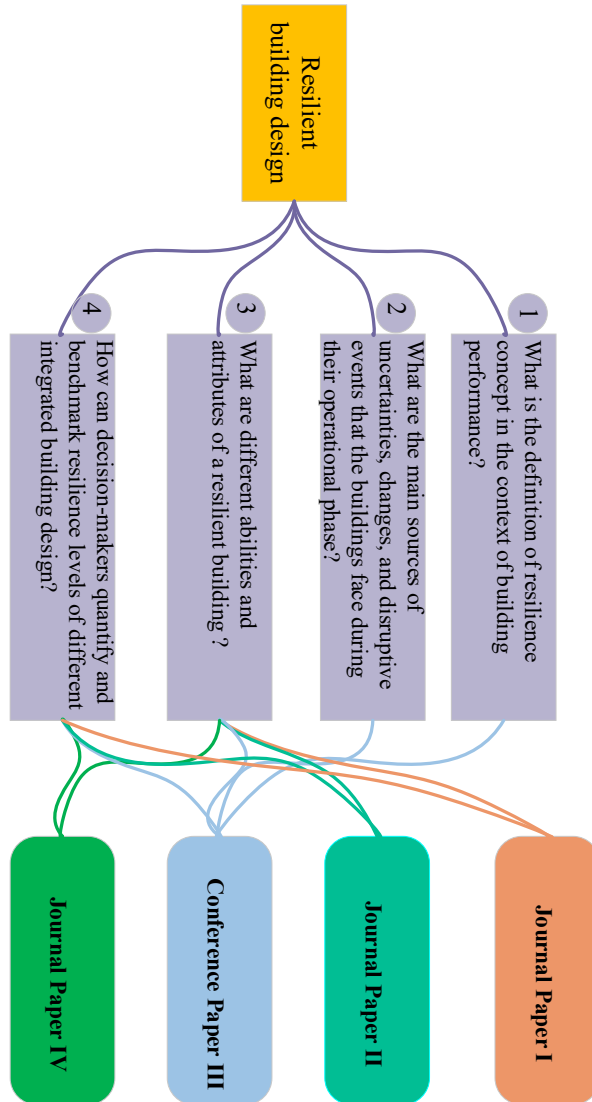 Resilient
building design
1
What is the definition of resilience
concept in the context of building
performance?
2
What are the main sources of
uncertainties, changes, and disruptive
events that the buildings face during
their operational phase?
3
What are different abilities and
attributes of a resilient building ?
4
How can decision-makers quantify and
benchmark resilience levels of different
integrated building design?
Journal Paper I
Journal Paper II
Conference Paper III
Journal Paper IV